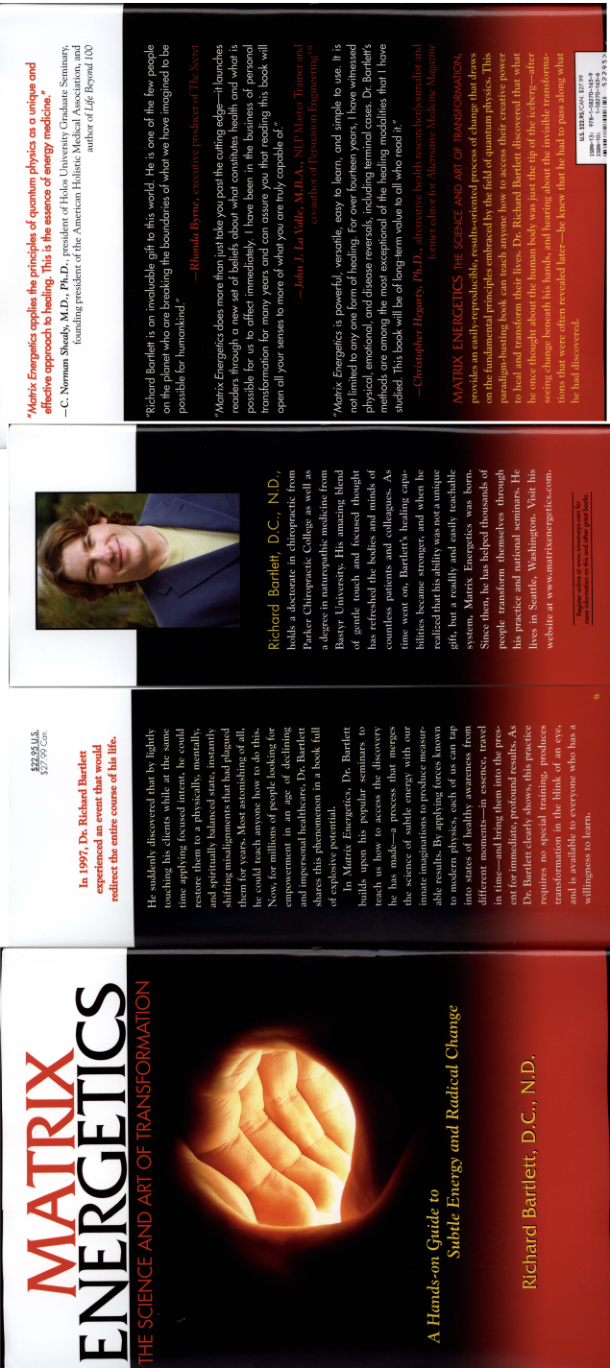 MATRIX
ENERGETICS
THE SCIENCE AND ART OF TRANSFORMATION
A Hands-on Guide to
Subtle Energy and Radical Change
Richard Bartlett, D.C., N.D.
$22.95 U.S.
$27.99 Can.
In 1997, Dr. Richard Bartlett
experienced an event that would
redirect the entire course of his life.
He suddenly discovered that by lightly
touching his clients while at the same
time applying focused intent, he could
restore them to a physically, mentally,
and spiritually balanced state, instantly
shifting misalignments that had plagued
them for years. Most astonishing of all,
he could teach anyone how to do this.
Now, for millions of people looking for
empowerment in an age of declining
and impersonal healthcare, Dr. Bartlett
shares this phenomenon in a book full
of explosive potential.
In Matrix Energetics, Dr. Bartlett
builds upon his popular seminars to
teach us how to access the discovery
he has made—a process that merges
the science of subtle energy with our
innate imaginations to produce measur-
able results. By applying forces known
to modern physics, each of us can tap
into states of healthy awareness from
different moments—in essence, travel
in time—and bring them into the pres-
ent for immediate, profound results. As
Dr. Bartlett clearly shows, this practice
requires no special training, produces
transformation in the blink of an eye,
and is available to everyone who has a
willingness to learn.
Richard Bartlett, D.C., N.D.,
holds a doctorate in chiropractic from
Parker Chiropractic College as well as
a degree in naturopathic medicine from
Bastyr University. His amazing blend
of gentle touch and focused thought
has refreshed the bodies and minds of
countless patients and colleagues. As
time went on, Bartlett's healing capa-
bilities became stronger, and when he
realized that his ability was not a unique
gift, but a readily and easily teachable
system, Matrix Energetics was born.
Since then, he has helped thousands of
people transform themselves through
his practice and national seminars. He
lives in Seattle, Washington. Visit his
website at www.matrixenergetics.com.
Register online at www.simonsays.com for
more information on this and other great books.
"Matrix Energetics applies the principles of quantum physics as a unique and
effective approach to healing. This is the essence of energy medicine."
—C. Norman Shealy, M.D., Ph.D., president of Holos University Graduate Seminary,
founding president of the American Holistic Medical Association, and
author of Life Beyond 100
"Richard Bartlett is an invaluable gift to this world. He is one of the few people
on the planet who are breaking the boundaries of what we have imagined to be
possible for humankind."
—Rhonda Byrne, executive producer of The Secret
"Matrix Energetics does more than just take you past the cutting edge—it launches
readers through a new set of beliefs about what constitutes health and what is
possible for us to affect immediately. I have been in the business of personal
transformation for many years and can assure you that reading this book will
open all your senses to more of what you are truly capable of."
—John J. La Valle, M.B.A., NLP Master Trainer and
co-author of Persuasion Engineering™
"Matrix Energetics is powerful, versatile, easy to learn, and simple to use. It is
not limited to any one form of healing. For over fourteen years, I have witnessed
physical, emotional, and disease reversals, including terminal cases. Dr. Bartlett's
methods are among the most exceptional of the healing modalities that I have
studied. This book will be of long-term value to all who read it."
—Christopher Hegarty, Ph.D., alternative health researcher/journalist and
former editor for Alternative Medicine Magazine
MATRIX ENERGETICS THE SCIENCE AND ART OF TRANSFORMATION,
provides an easily-reproducible, results-oriented process of change that draws
on the fundamental principles embraced by the field of quantum physics. This
paradigm-busting book can teach anyone how to access their creative power
to heal and transform their lives. Dr. Richard Bartlett discovered that what
he once thought about the human body was just the tip of the iceberg—after
seeing change beneath his hands, and hearing about the invisible transforma-
tions that were often revealed later—he knew that he had to pass along what
he had discovered.
U.S. $22.95/CAN. $27.99
ISBN-13: 978-1-58270-163-9
ISBN-10: 1-58270-163-6
52295>